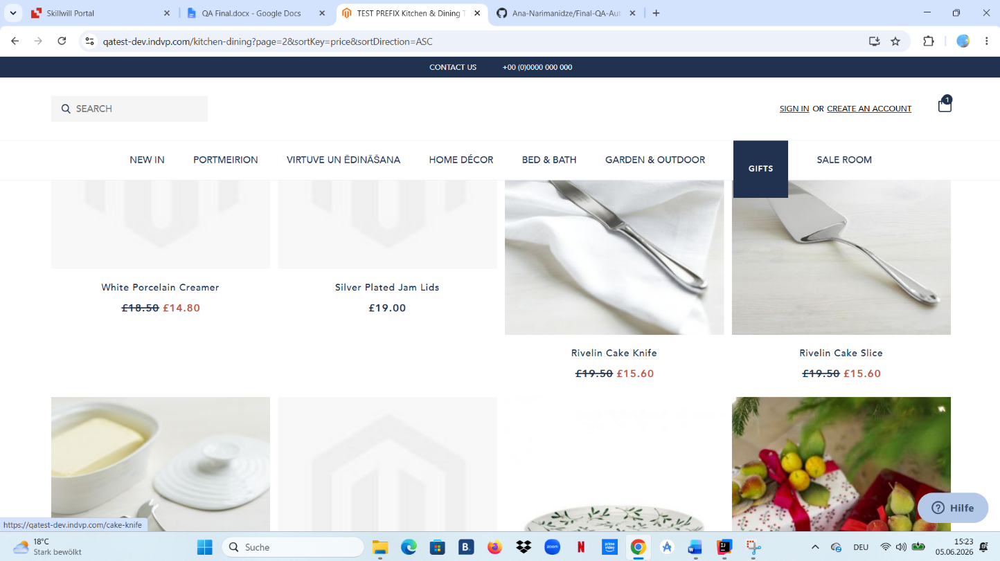 Skillwill Portal
QA Final.docx - Google Docs
TEST PREFIX Kitchen & Dining T
Ana-Narimanidze/Final-QA-Aut
qatest-dev.indvp.com/kitchen-dining?page=2&sortKey=price&sortDirection=ASC
CONTACT US +00 (0)0000 000 000
SEARCH
SIGN IN OR CREATE AN ACCOUNT
1
NEW IN PORTMEIRION VIRTUVE UN ĒDINĀŠANA HOME DÉCOR BED & BATH GARDEN & OUTDOOR GIFTS SALE ROOM
White Porcelain Creamer
£18.50 £14.80
Silver Plated Jam Lids
£19.00
Rivelin Cake Knife
£19.50 £15.60
Rivelin Cake Slice
£19.50 £15.60
Hilfe
https://qatest-dev.indvp.com/cake-knife
18°C
Stark bewölkt
Suche
B.
zoom
N
prime video
W
IJ
DEU
15:23
05.06.2026